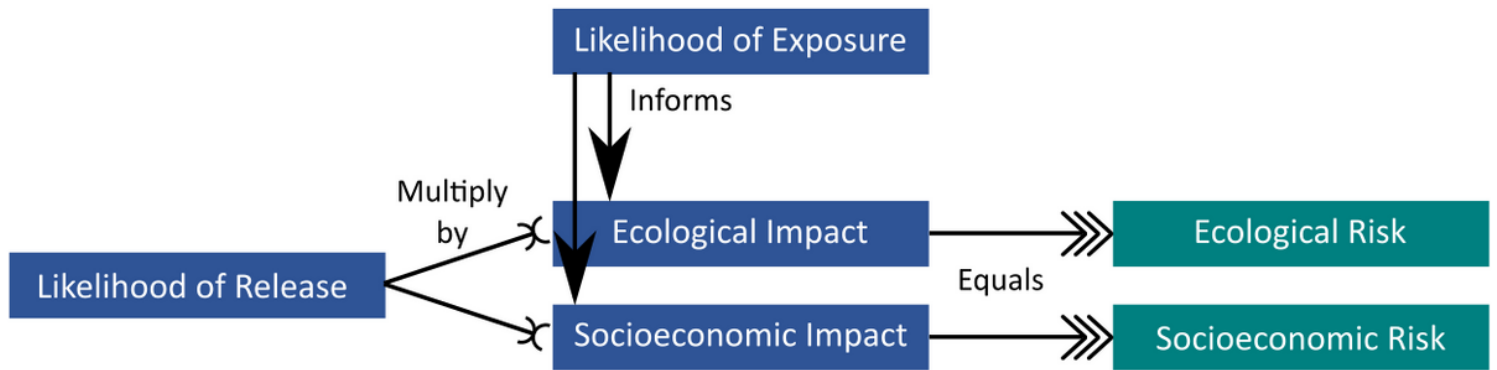 Likelihood of Exposure
Informs
Multiply
by
Ecological Impact
Ecological Risk
Likelihood of Release
Equals
Socioeconomic Impact
Socioeconomic Risk